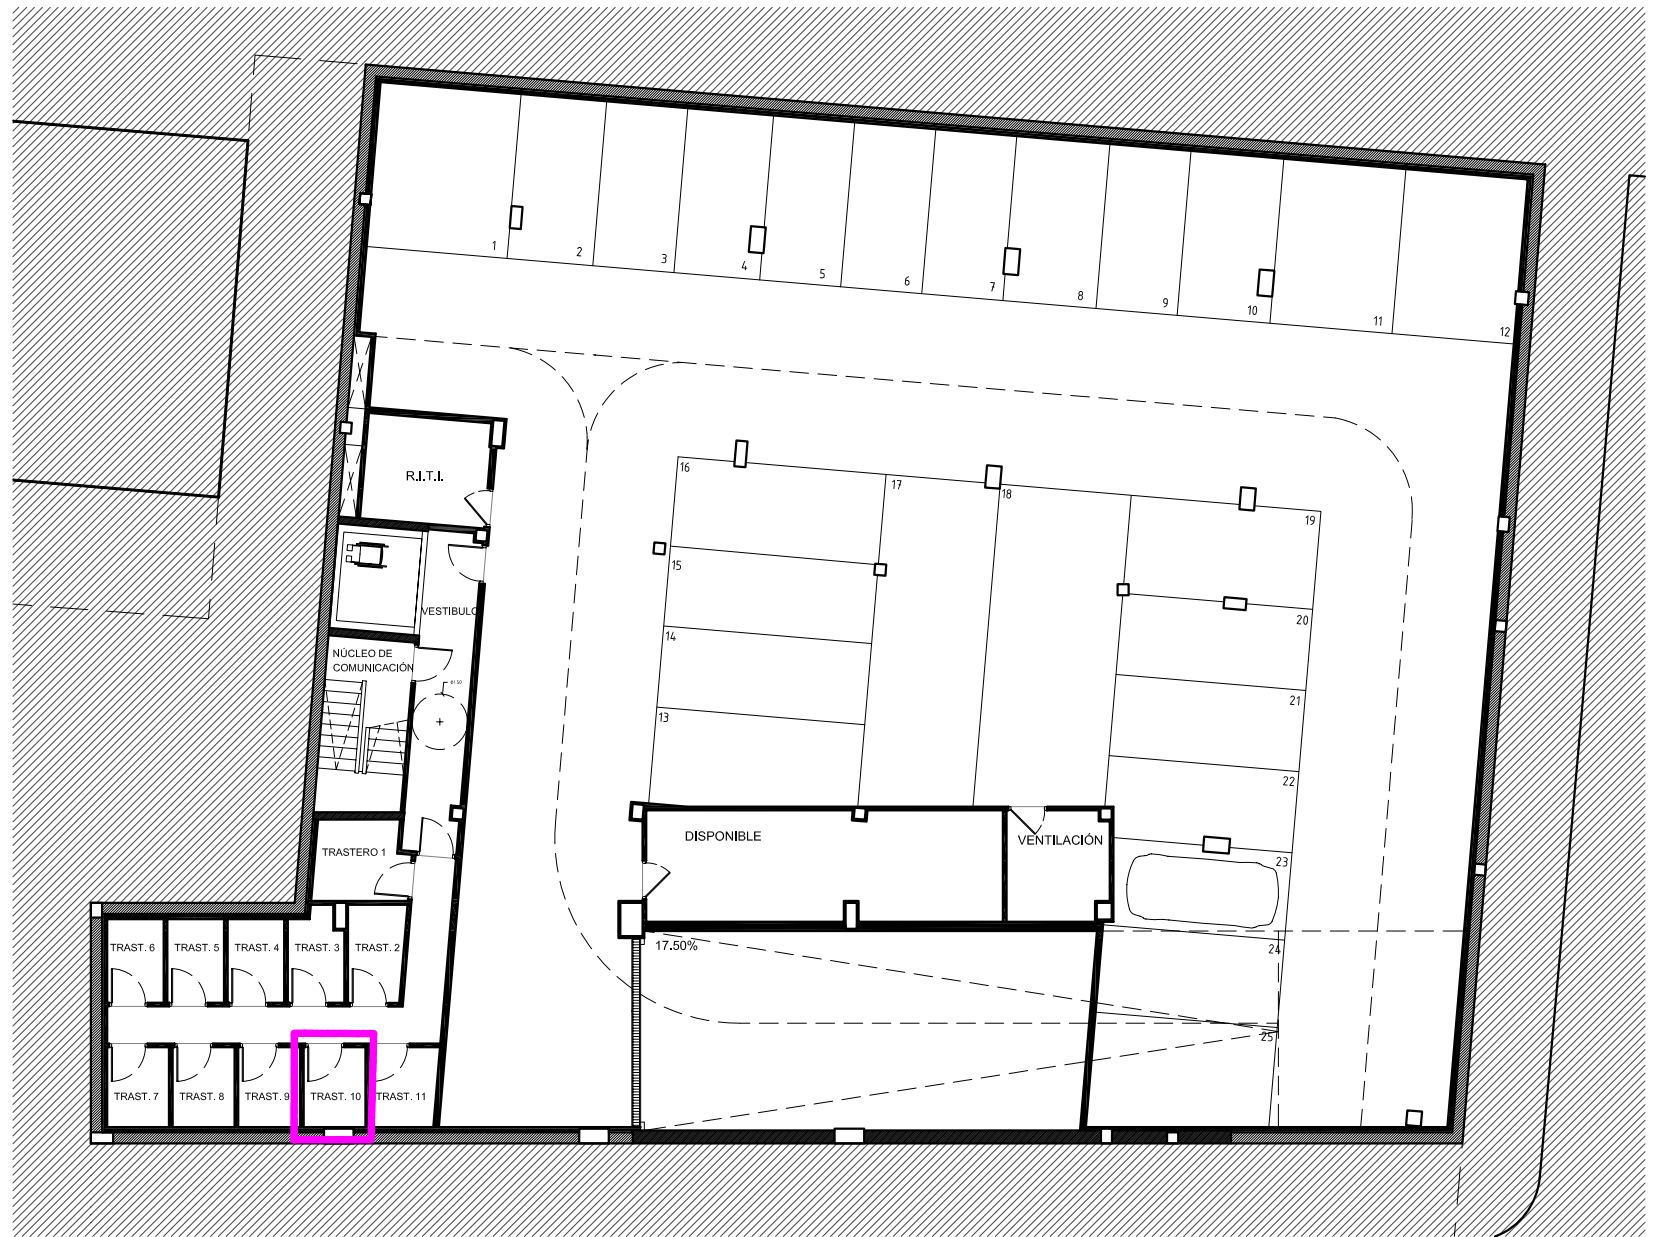 1
2
3
4
5
6
7
8
9
10
11
12
R.I.T.I.
16
17
18
19
15
20
VESTIBULO
14
NÚCLEO DE
COMUNICACIÓN
21
13
22
DISPONIBLE
VENTILACIÓN
TRASTERO 1
23
TRAST. 6
TRAST. 5
TRAST. 4
TRAST. 3
TRAST. 2
17.50%
24
25
TRAST. 7
TRAST. 8
TRAST. 9
TRAST. 10
TRAST. 11